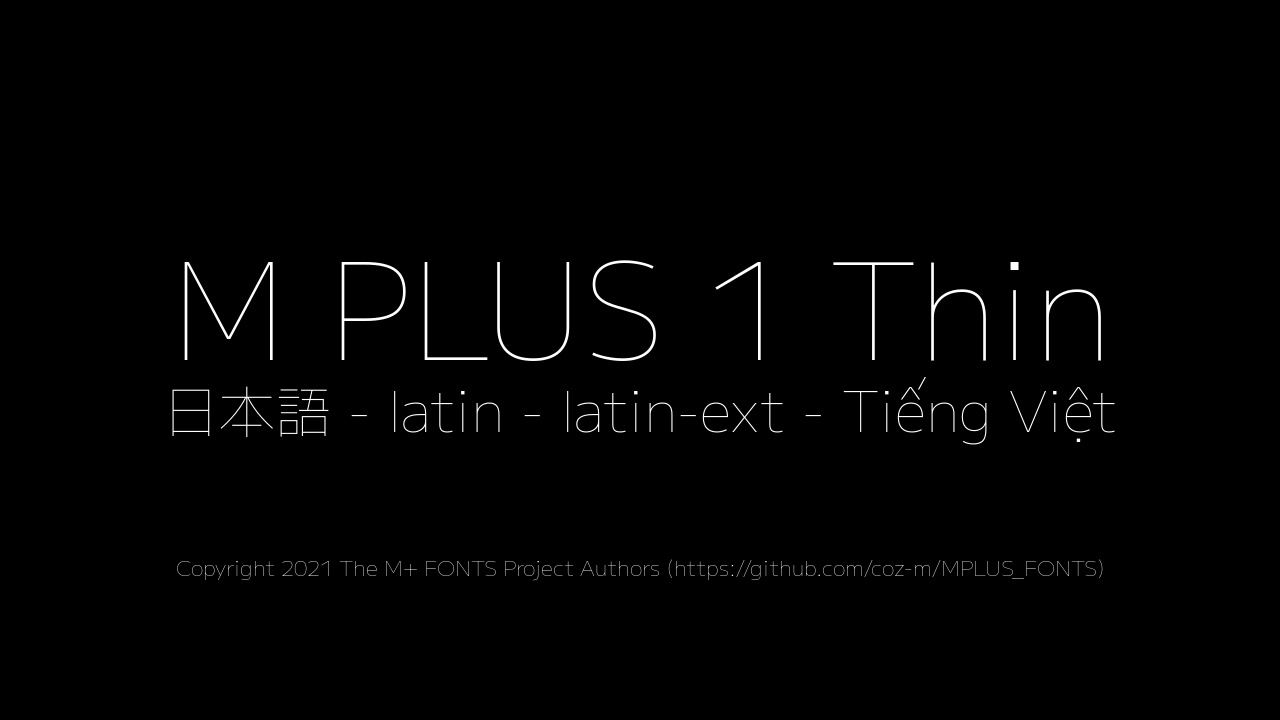 M PLUS 1 Thin
日本語 - latin - latin-ext - Tiếng Việt
Copyright 2021 The M+ FONTS Project Authors (https://github.com/coz-m/MPLUS_FONTS)